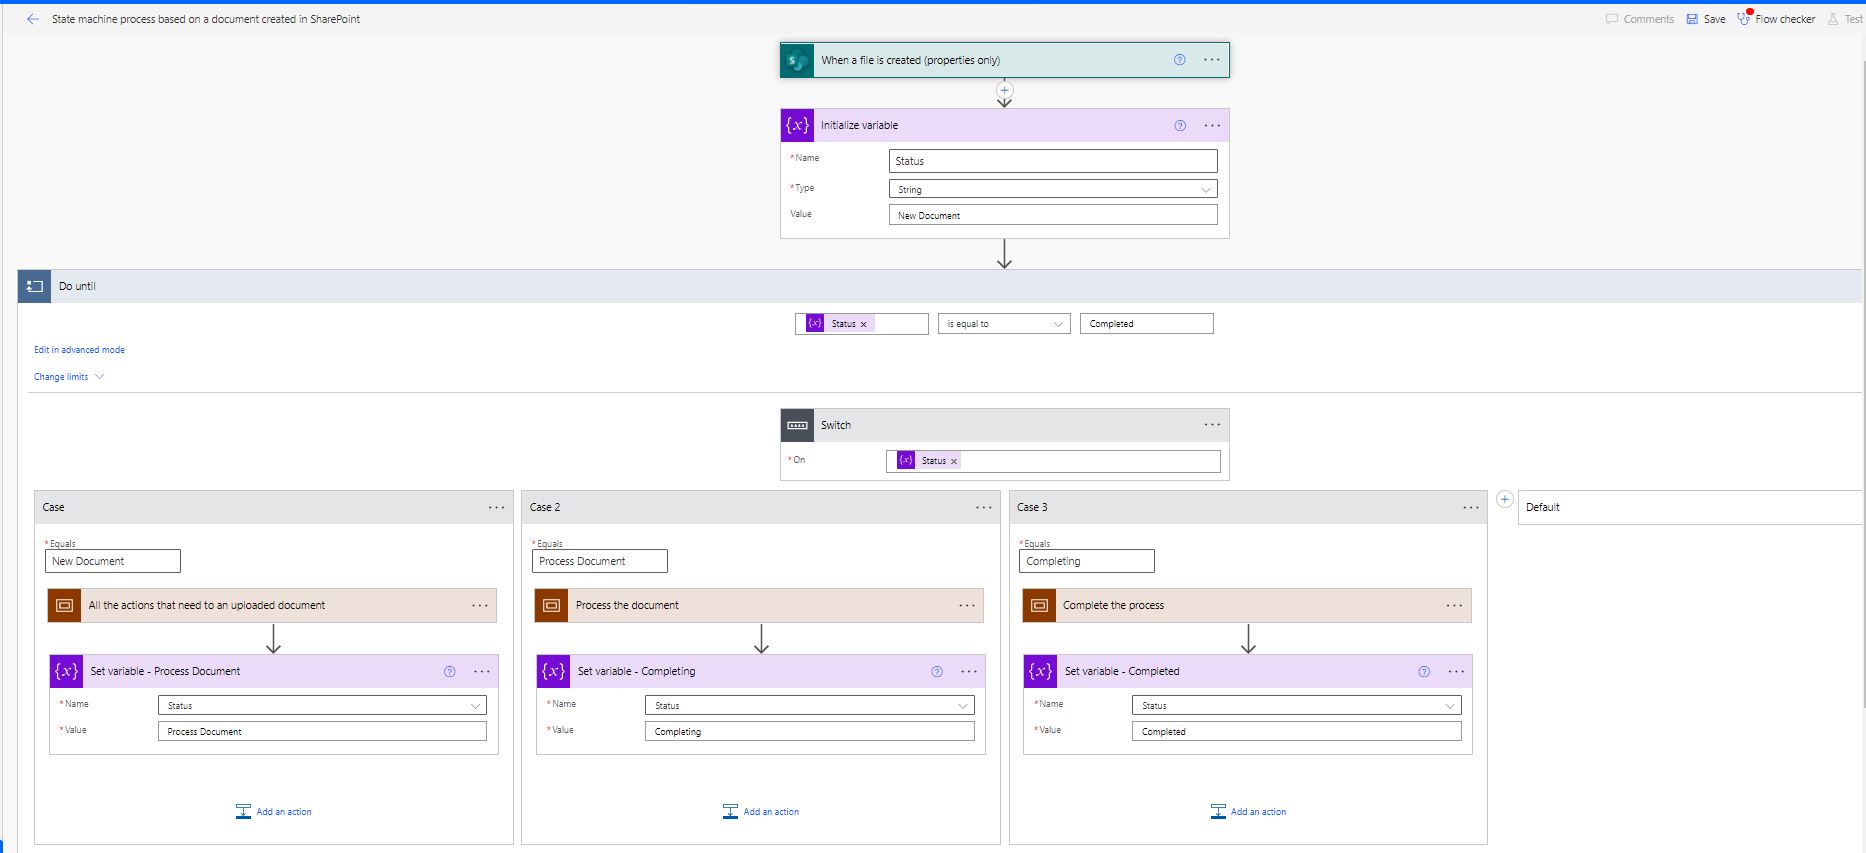 State machine process based on a document created in SharePoint
Comments Save Flow checker Test
When a file is created (properties only)
{x} Initialize variable
*Name Status
*Type String
Value New Document
Do until
{x} Status × is equal to Completed
Edit in advanced mode
Change limits
Switch
*On {x} Status ×
Case
*Equals
New Document
All the actions that need to an uploaded document
{x} Set variable - Process Document
*Name Status
*Value Process Document
Add an action
Case 2
*Equals
Process Document
Process the document
{x} Set variable - Completing
*Name Status
*Value Completing
Add an action
Case 3
*Equals
Completing
Complete the process
{x} Set variable - Completed
*Name Status
*Value Completed
Add an action
Default